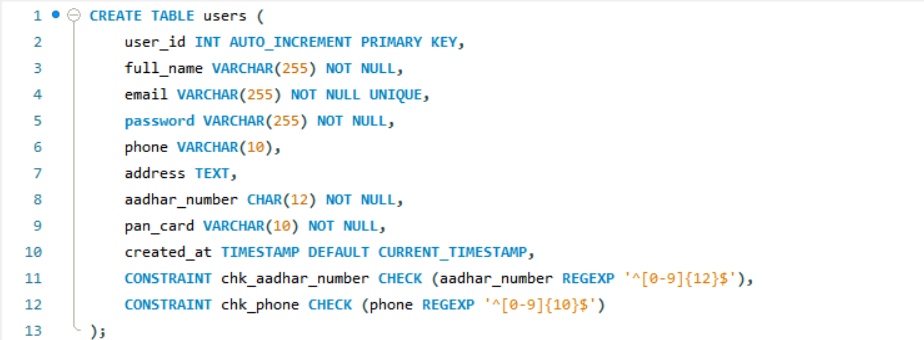 1 CREATE TABLE users (
2 user_id INT AUTO_INCREMENT PRIMARY KEY,
3 full_name VARCHAR(255) NOT NULL,
4 email VARCHAR(255) NOT NULL UNIQUE,
5 password VARCHAR(255) NOT NULL,
6 phone VARCHAR(10),
7 address TEXT,
8 aadhar_number CHAR(12) NOT NULL,
9 pan_card VARCHAR(10) NOT NULL,
10 created_at TIMESTAMP DEFAULT CURRENT_TIMESTAMP,
11 CONSTRAINT chk_aadhar_number CHECK (aadhar_number REGEXP '^[0-9]{12}$'),
12 CONSTRAINT chk_phone CHECK (phone REGEXP '^[0-9]{10}$')
13 );